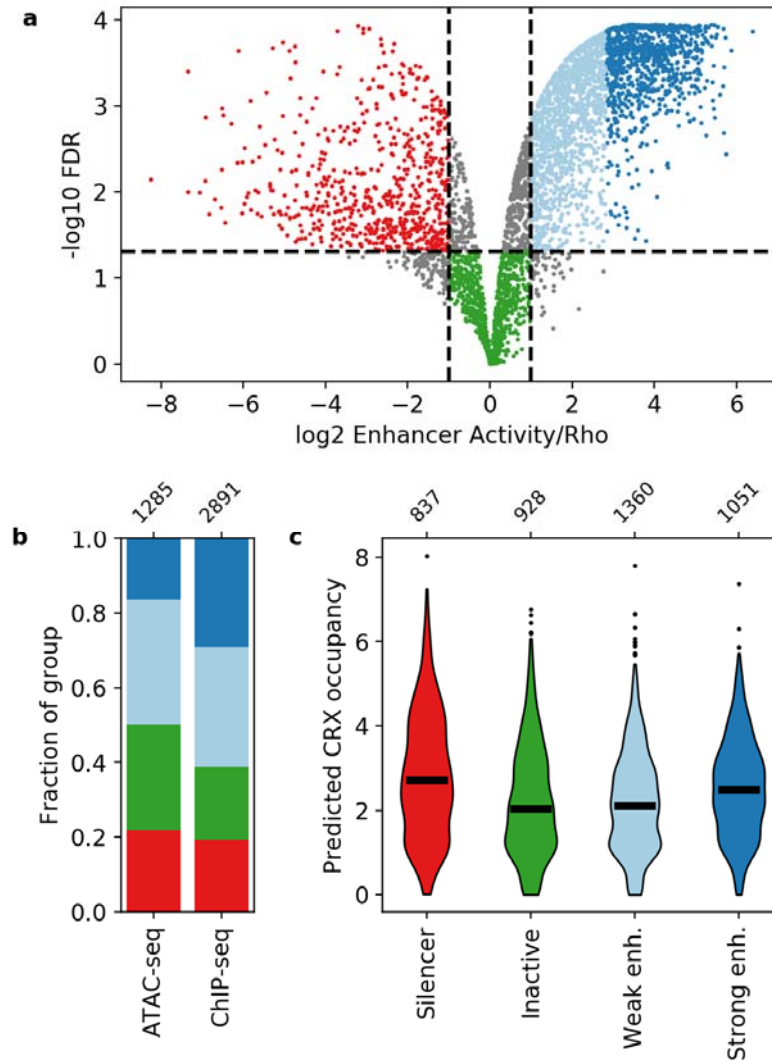 a
4
3
2
1
0
-log10 FDR
−8 −6 −4 −2 0 2 4 6
log2 Enhancer Activity/Rho
b
1285 2891
1.0
0.8
0.6
0.4
0.2
0.0
Fraction of group
ATAC-seq
ChIP-seq
c
837 928 1360 1051
8
6
4
2
0
Predicted CRX occupancy
Silencer
Inactive
Weak enh.
Strong enh.